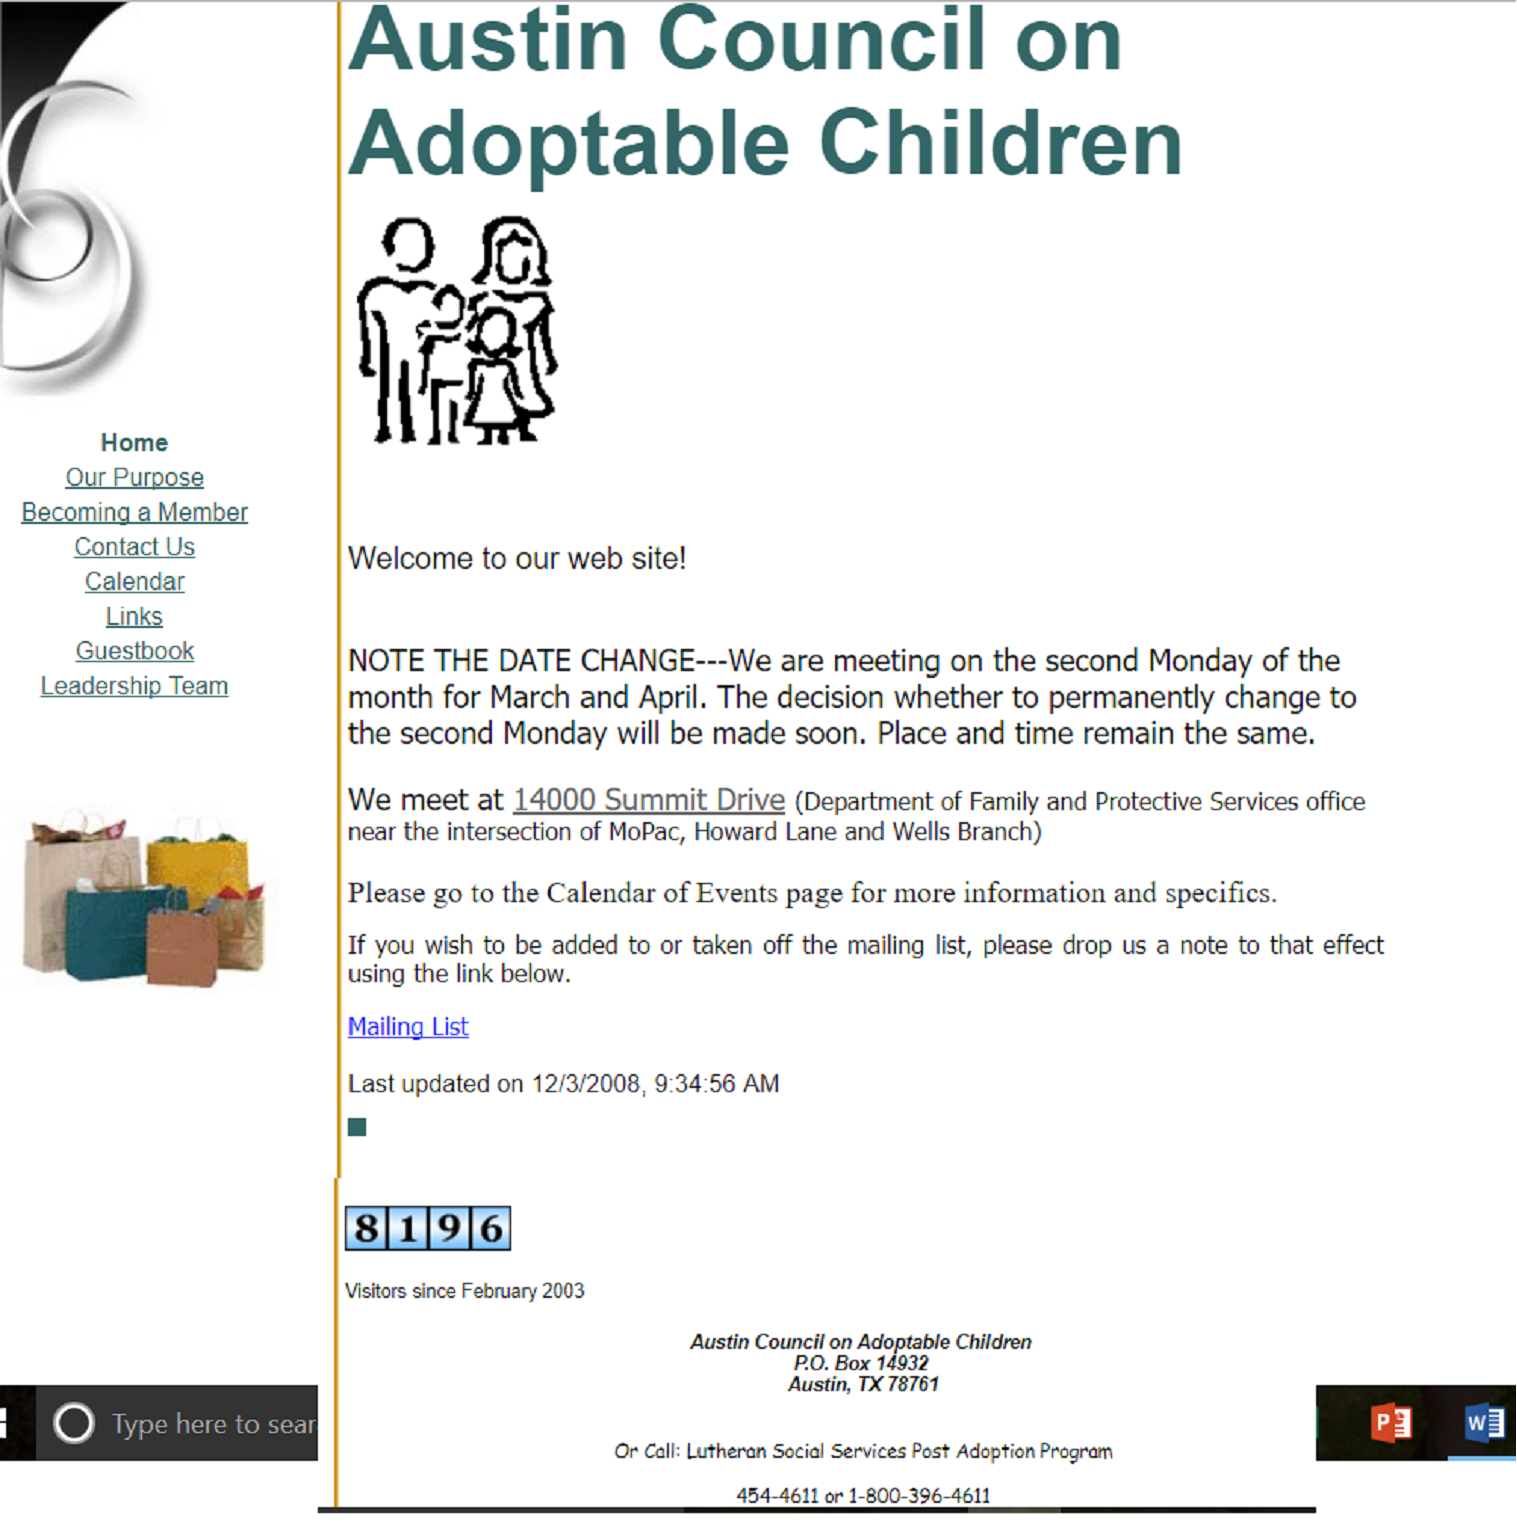 Austin Council on
Adoptable Children
Home
Our Purpose
Becoming a Member
Contact Us
Calendar
Links
Guestbook
Leadership Team
Welcome to our web site!
NOTE THE DATE CHANGE---We are meeting on the second Monday of the
month for March and April. The decision whether to permanently change to
the second Monday will be made soon. Place and time remain the same.
We meet at 14000 Summit Drive (Department of Family and Protective Services office
near the intersection of MoPac, Howard Lane and Wells Branch)
Please go to the Calendar of Events page for more information and specifics.
If you wish to be added to or taken off the mailing list, please drop us a note to that effect
using the link below.
Mailing List
Last updated on 12/3/2008, 9:34:56 AM
8196
Visitors since February 2003
Austin Council on Adoptable Children
P.O. Box 14932
Austin, TX 78761
Type here to sear
P
W
Or Call: Lutheran Social Services Post Adoption Program
454-4611 or 1-800-396-4611